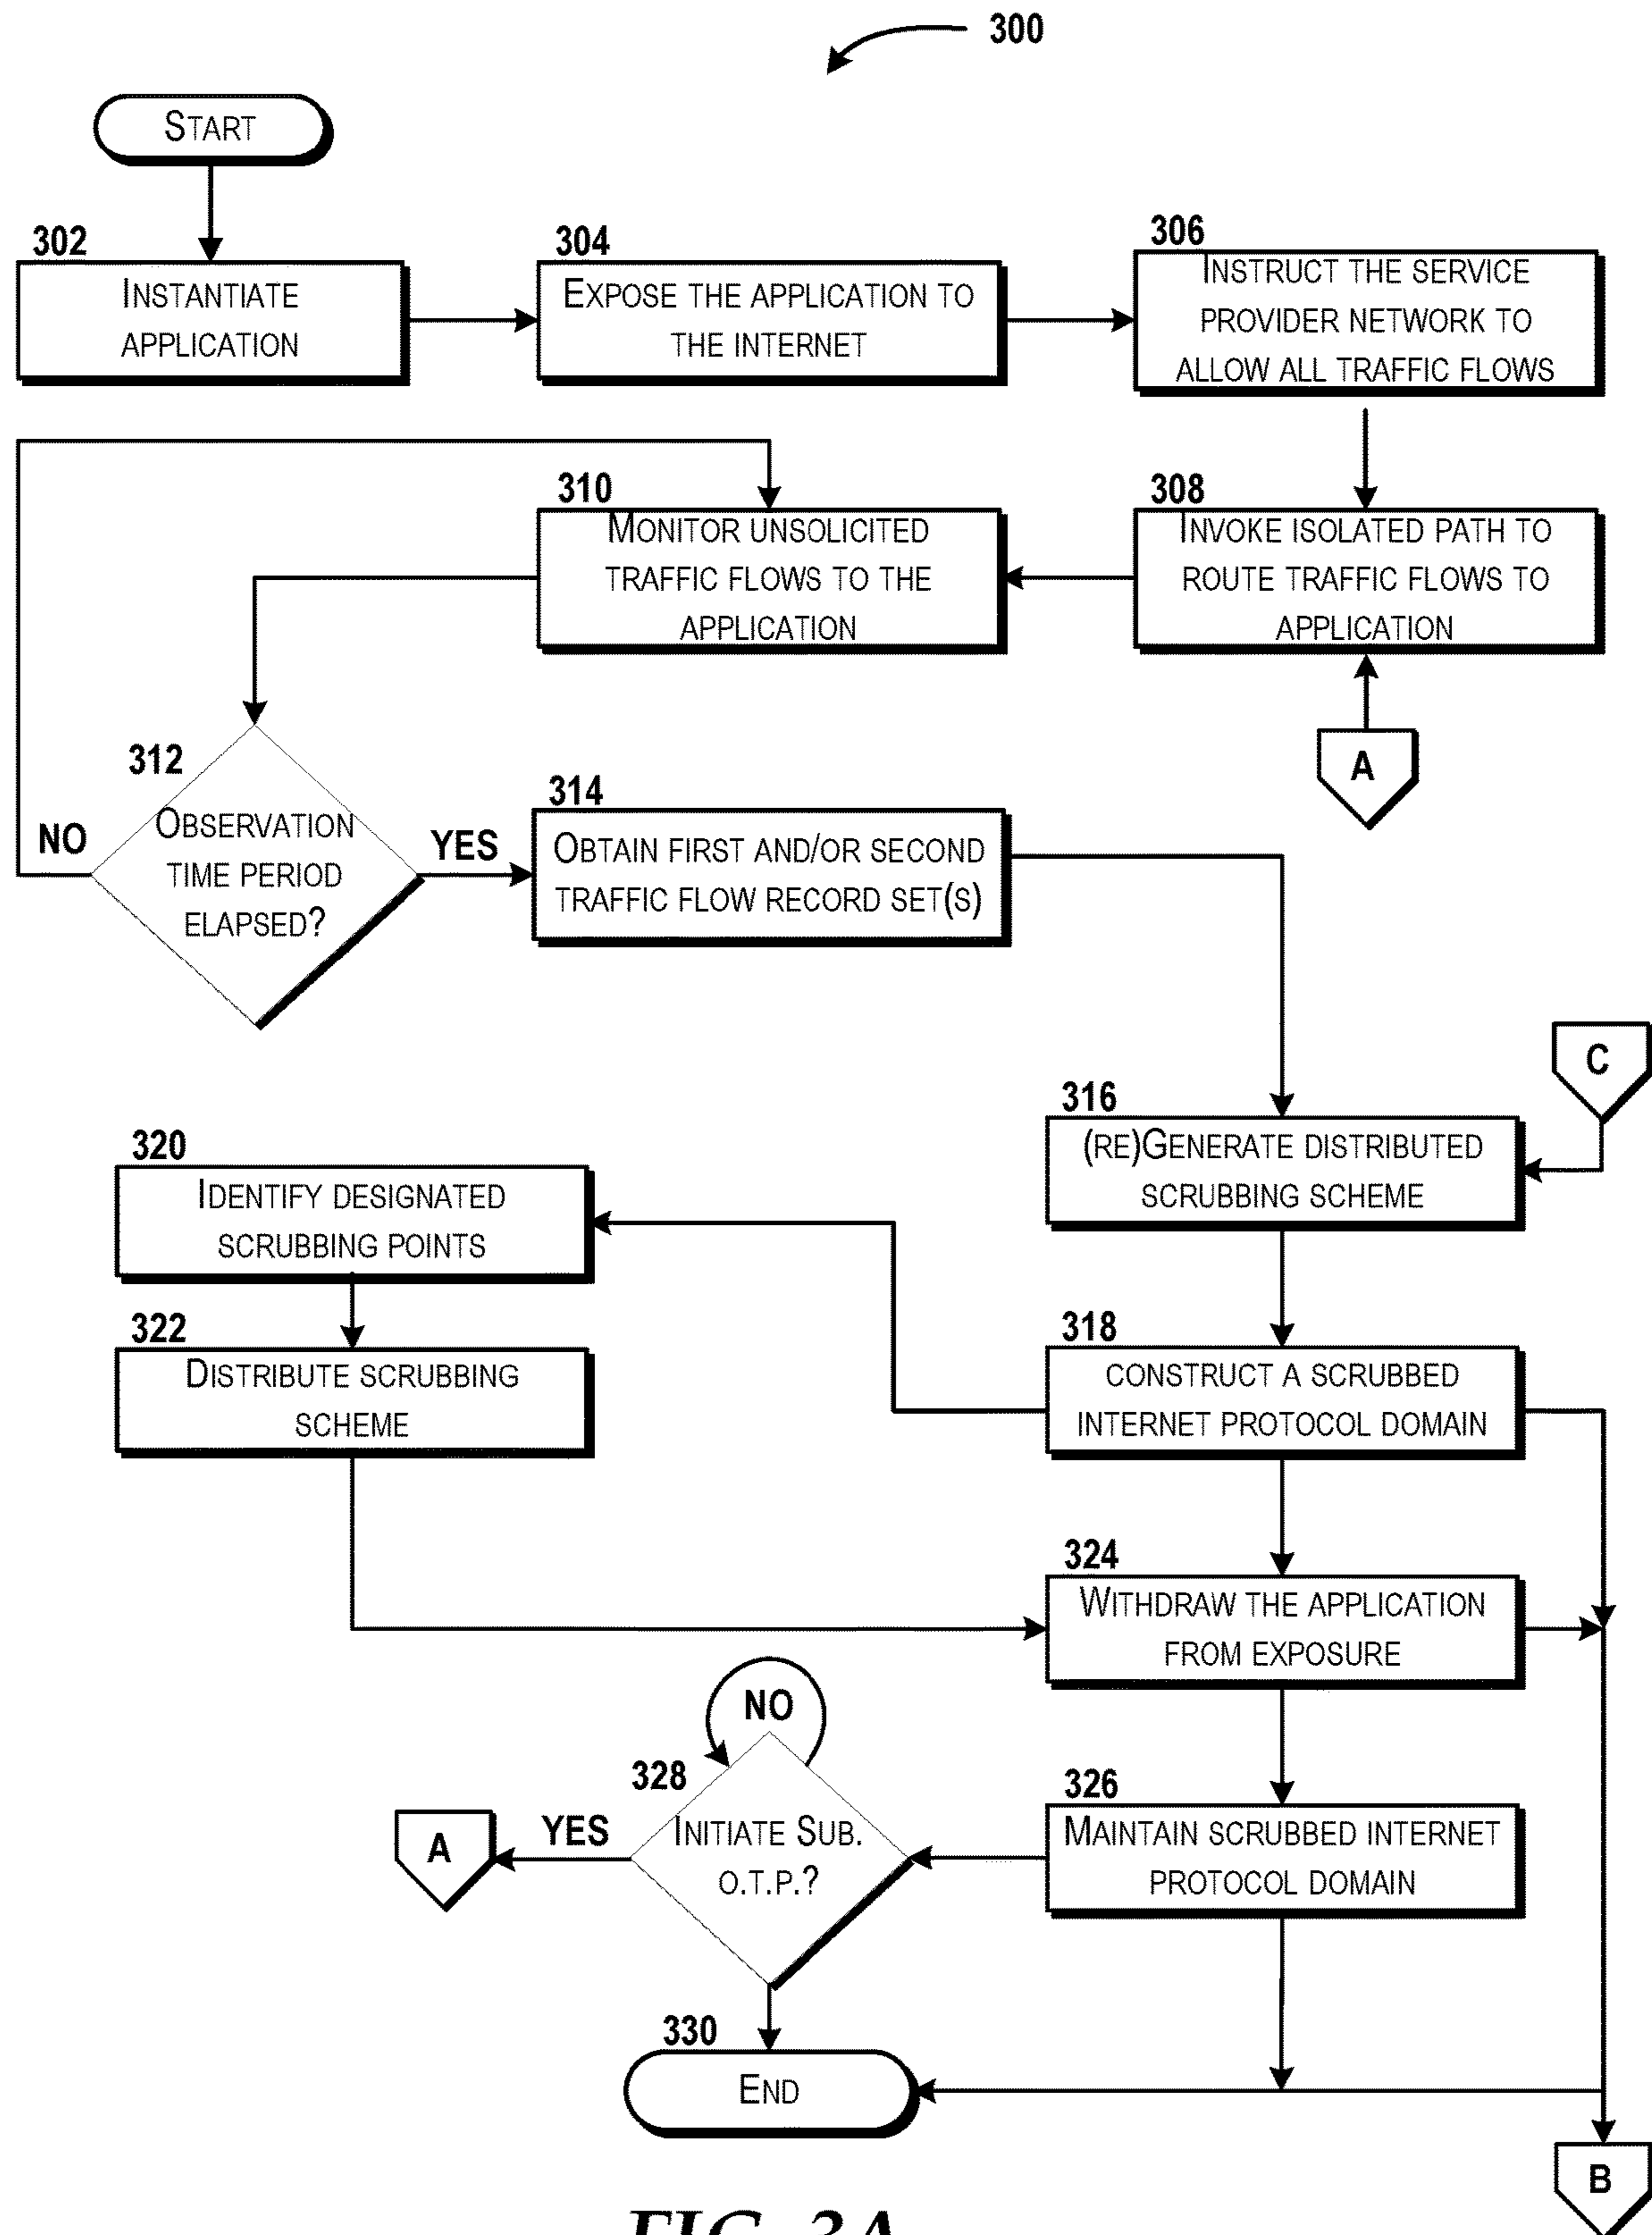 300
START
302
INSTANTIATE
APPLICATION
304
EXPOSE THE APPLICATION TO
THE INTERNET
306
INSTRUCT THE SERVICE
PROVIDER NETWORK TO
ALLOW ALL TRAFFIC FLOWS
310
MONITOR UNSOLICITED
TRAFFIC FLOWS TO THE
APPLICATION
308
INVOKE ISOLATED PATH TO
ROUTE TRAFFIC FLOWS TO
APPLICATION
A
312
OBSERVATION
TIME PERIOD
ELAPSED?
NO
YES
314
OBTAIN FIRST AND/OR SECOND
TRAFFIC FLOW RECORD SET(S)
C
316
(RE)GENERATE DISTRIBUTED
SCRUBBING SCHEME
320
IDENTIFY DESIGNATED
SCRUBBING POINTS
322
DISTRIBUTE SCRUBBING
SCHEME
318
CONSTRUCT A SCRUBBED
INTERNET PROTOCOL DOMAIN
324
WITHDRAW THE APPLICATION
FROM EXPOSURE
NO
328
INITIATE SUB.
O.T.P.?
YES
A
326
MAINTAIN SCRUBBED INTERNET
PROTOCOL DOMAIN
330
END
B
FIG. 3A